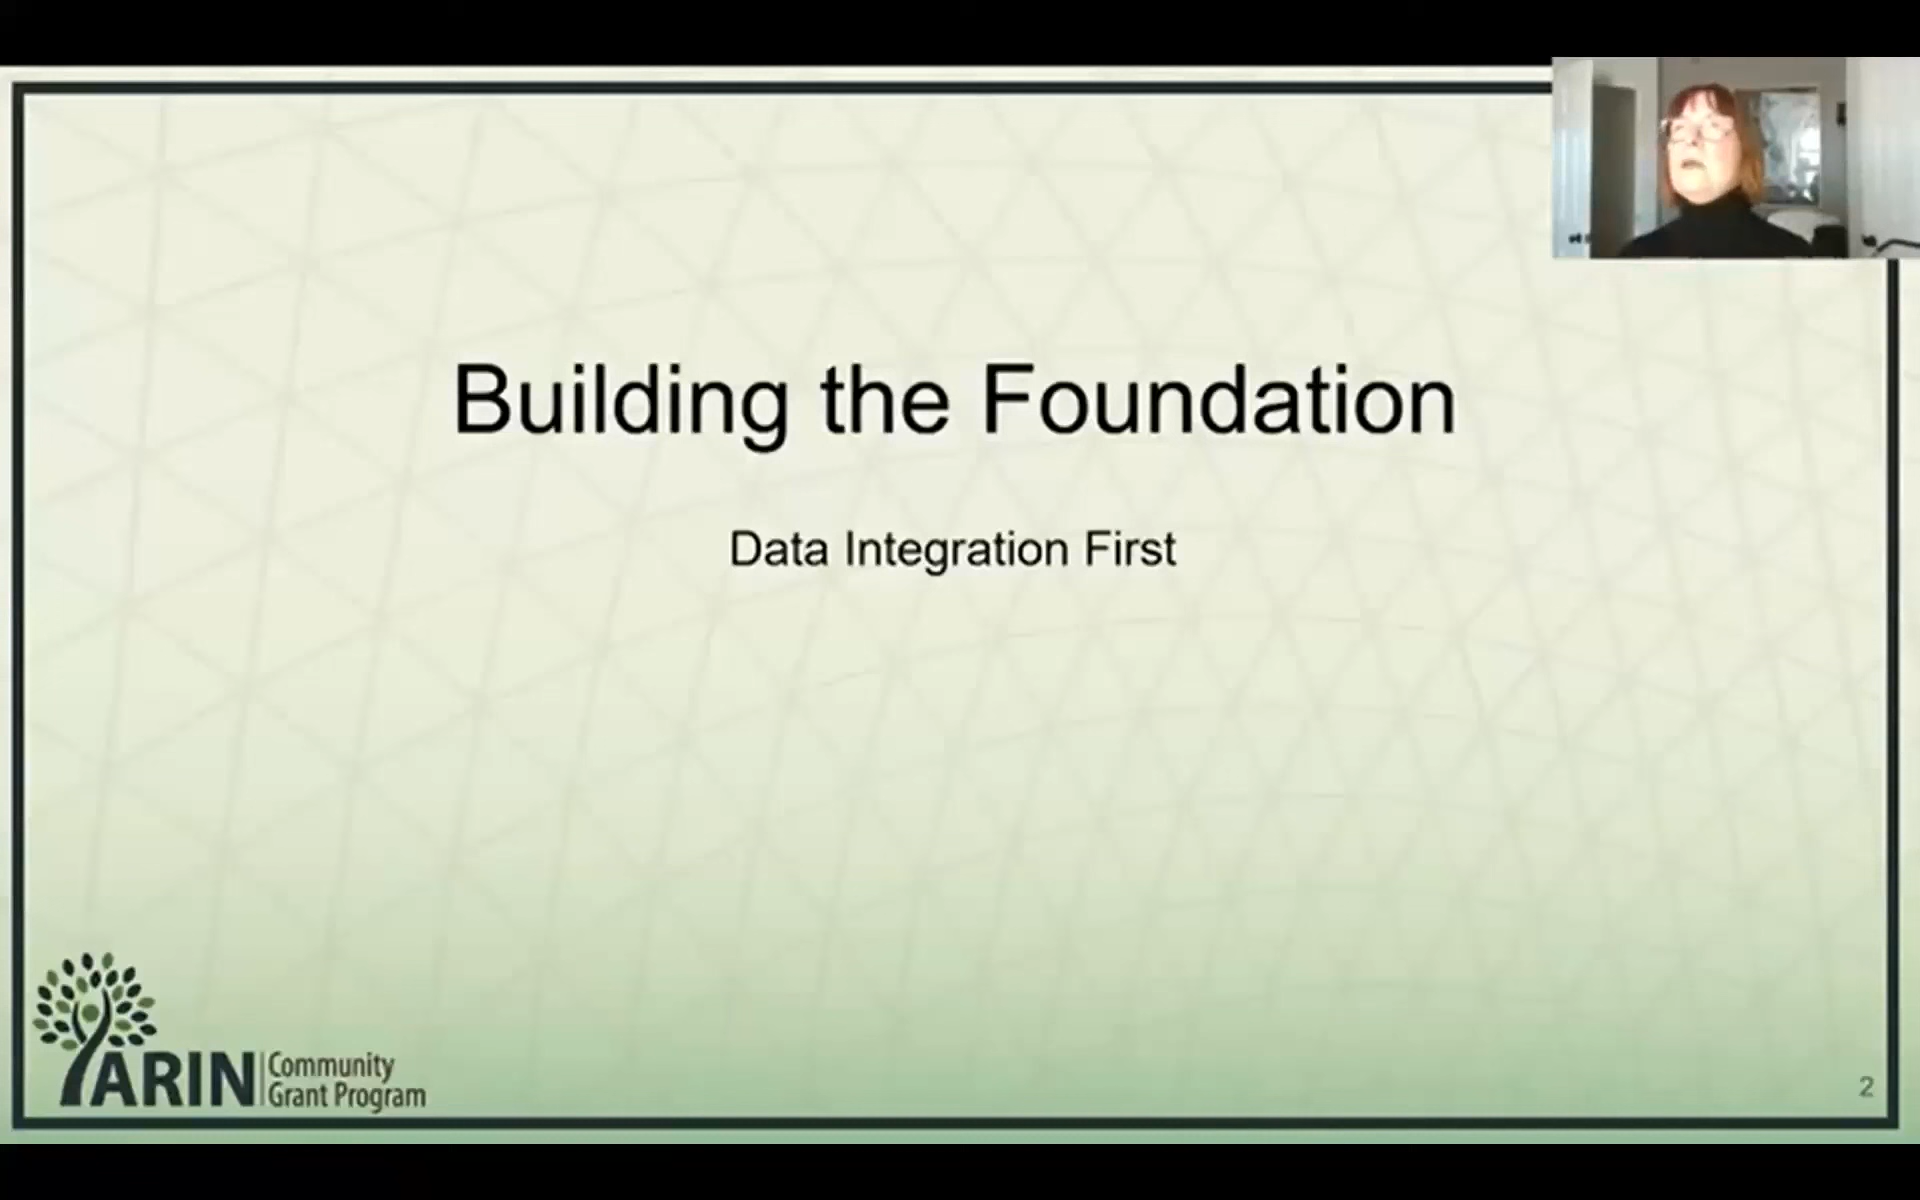 Building the Foundation
Data Integration First
ARIN
Community
Grant Program
2